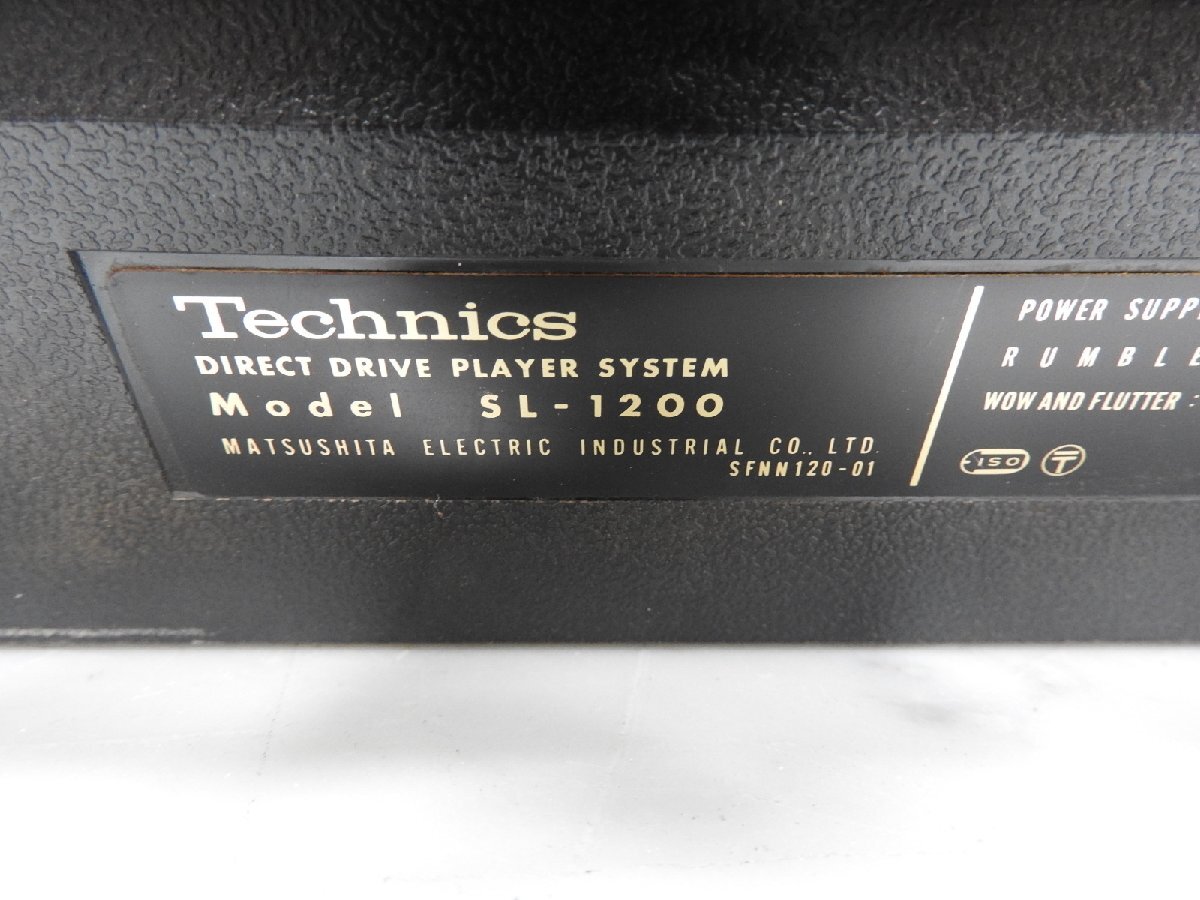 Technics
DIRECT DRIVE PLAYER SYSTEM
Model SL-1200
MATSUSHITA ELECTRIC INDUSTRIAL CO., LTD.
SFNN120-01
POWER
RUMBLE
WOW AND FLUTTER :
ISO T